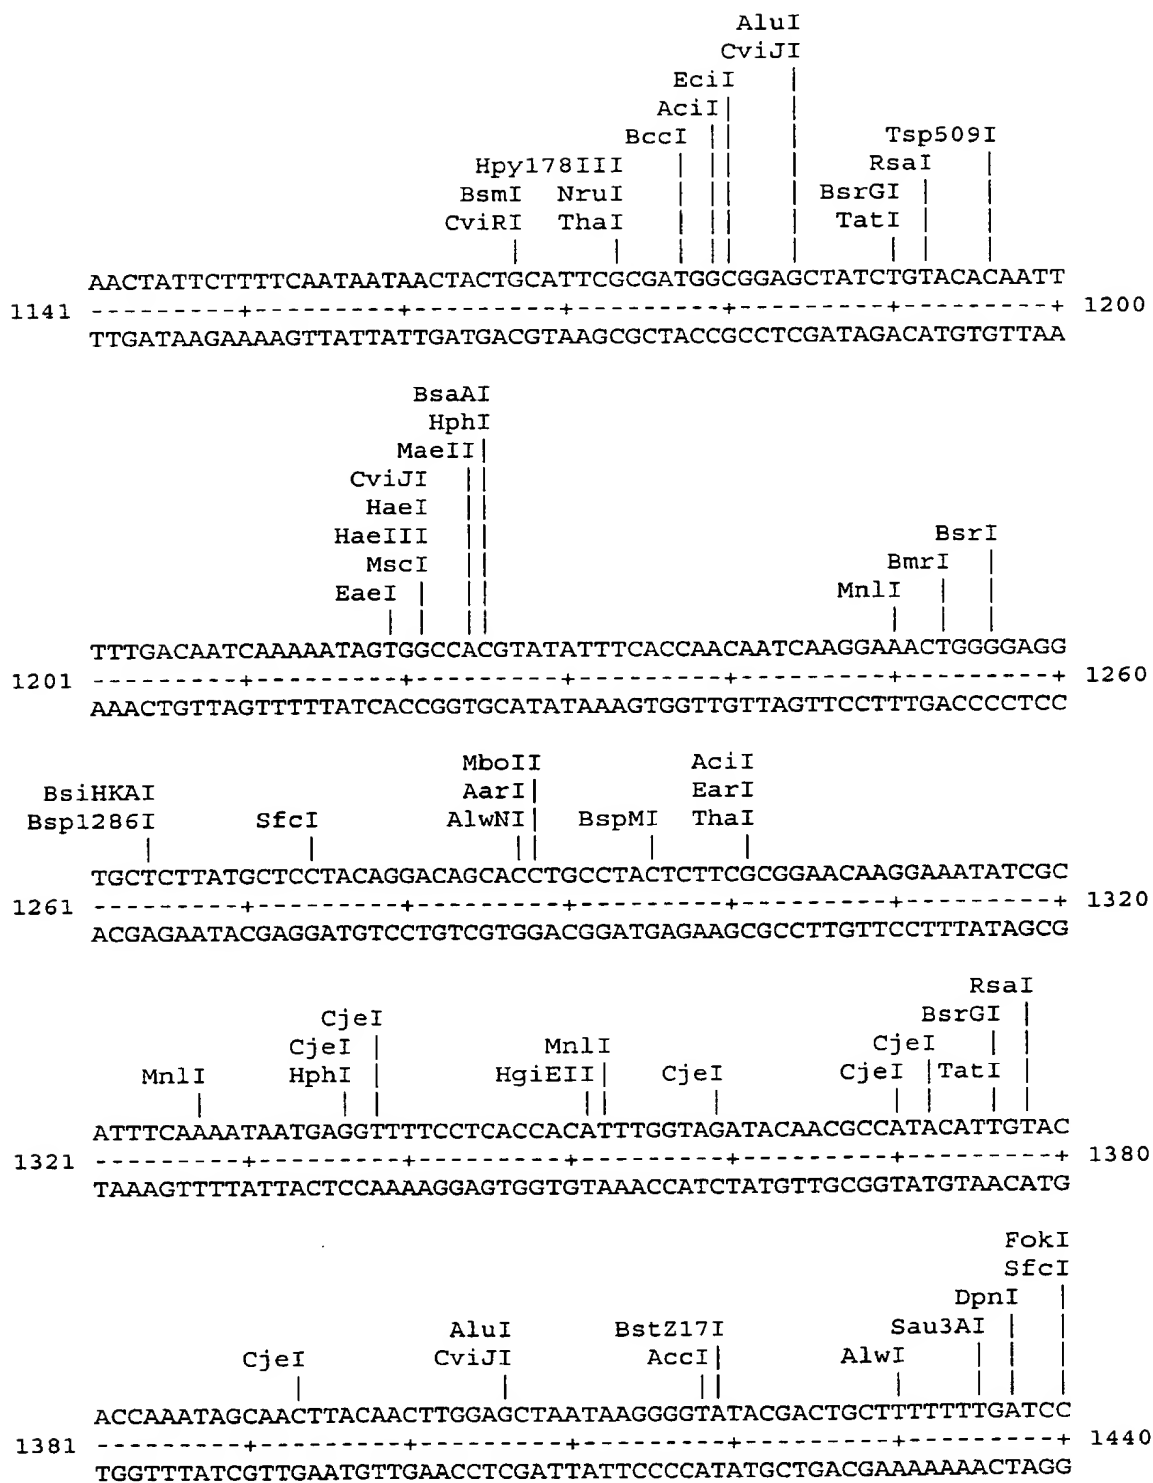 AluI
CviJI
EciI
AciI
BccI Tsp509I
Hpy178III RsaI
BsmI NruI BsrGI
CviRI ThaI TatI
AACTATTCTTTTCAATAATAACTACTGCATTCGCGATGGCGGAGCTATCTGTACACAATT
1141 ---------+---------+---------+---------+---------+---------+ 1200
TTGATAAGAAAAGTTATTATTGATGACGTAAGCGCTACCGCCTCGATAGACATGTGTTAA
BsaAI
HphI
MaeII
CviJI
HaeI
HaeIII BsrI
MscI BmrI
EaeI MnlI
TTTGACAATCAAAAATAGTGGCCACGTATATTTCACCAACAATCAAGGAAACTGGGGAGG
1201 ---------+---------+---------+---------+---------+---------+ 1260
AAACTGTTAGTTTTTATCACCGGTGCATATAAAGTGGTTGTTAGTTCCTTTGACCCCTCC
MboII AciI
BsiHKAI AarI EarI
Bsp1286I SfcI AlwNI BspMI ThaI
TGCTCTTATGCTCCTACAGGACAGCACCTGCCTACTCTTCGCGGAACAAGGAAATATCGC
1261 ---------+---------+---------+---------+---------+---------+ 1320
ACGAGAATACGAGGATGTCCTGTCGTGGACGGATGAGAAGCGCCTTGTTCCTTTATAGCG
RsaI
CjeI BsrGI
CjeI MnlI CjeI
MnlI HphI HgiEII CjeI CjeI TatI
ATTTCAAAATAATGAGGTTTTCCTCACCACATTTGGTAGATACAACGCCATACATTGTAC
1321 ---------+---------+---------+---------+---------+---------+ 1380
TAAAGTTTTATTACTCCAAAAGGAGTGGTGTAAACCATCTATGTTGCGGTATGTAACATG
FokI
SfcI
DpnI
AluI BstZ17I Sau3AI
CjeI CviJI AccI AlwI
ACCAAATAGCAACTTACAACTTGGAGCTAATAAGGGGTATACGACTGCTTTTTTTGATCC
1381 ---------+---------+---------+---------+---------+---------+ 1440
TGGTTTATCGTTGAATGTTGAACCTCGATTATTCCCCATATGCTGACGAAAAAAACTAGG